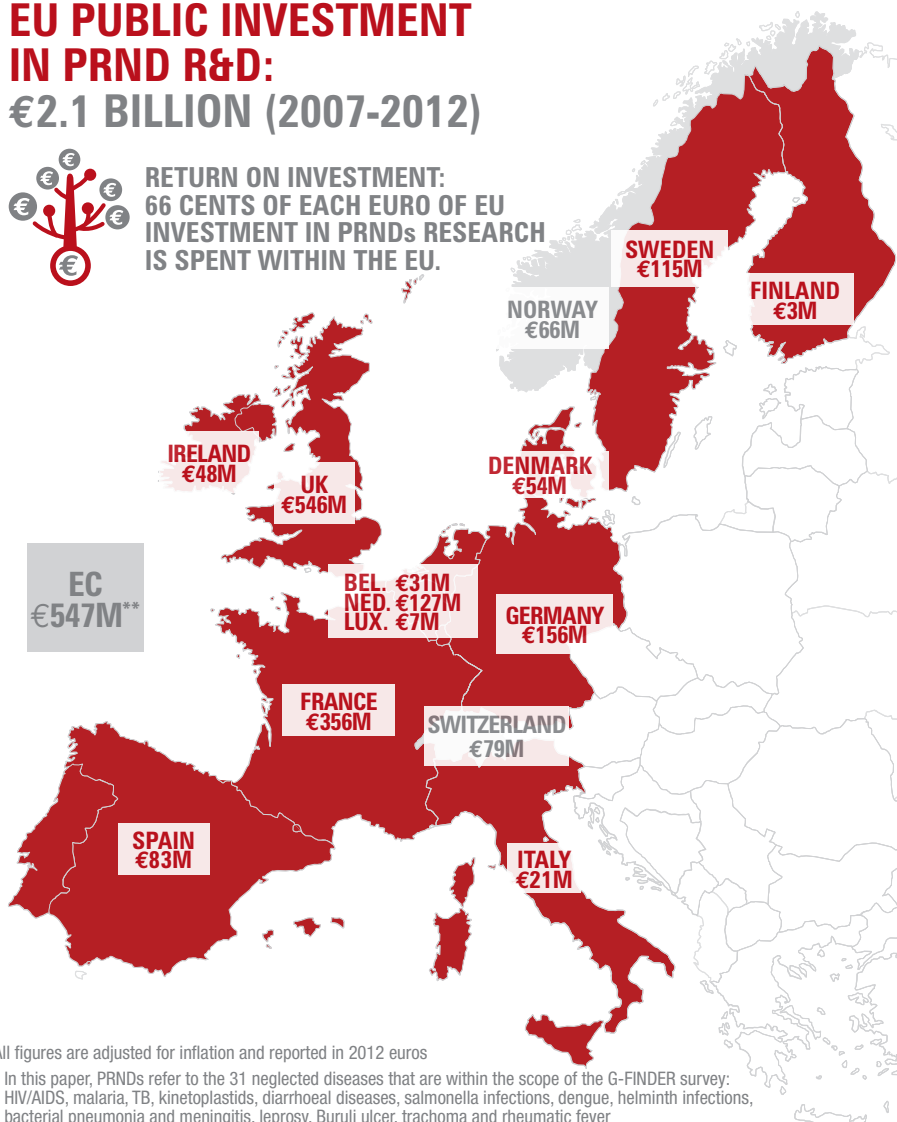 EU PUBLIC INVESTMENT
IN PRND R&D:
€2.1 BILLION (2007-2012)
€
€
€
€
€
€
RETURN ON INVESTMENT:
66 CENTS OF EACH EURO OF EU
INVESTMENT IN PRNDs RESEARCH
IS SPENT WITHIN THE EU.
SWEDEN
€115M
FINLAND
€3M
NORWAY
€66M
IRELAND
€48M
UK
€546M
DENMARK
€54M
EC
€547M**
BEL. €31M
NED. €127M
LUX. €7M
GERMANY
€156M
FRANCE
€356M
SWITZERLAND
€79M
SPAIN
€83M
ITALY
€21M
All figures are adjusted for inflation and reported in 2012 euros
In this paper, PRNDs refer to the 31 neglected diseases that are within the scope of the G-FINDER survey:
HIV/AIDS, malaria, TB, kinetoplastids, diarrhoeal diseases, salmonella infections, dengue, helminth infections,
bacterial pneumonia and meningitis, leprosy, Buruli ulcer, trachoma and rheumatic fever